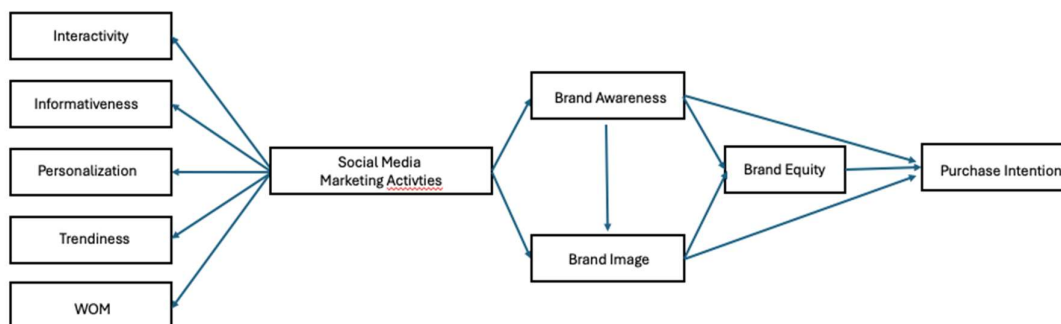 Interactivity
Informativeness
Personalization
Trendiness
WOM
Social Media
Marketing Activties
Brand Awareness
Brand Image
Brand Equity
Purchase Intention